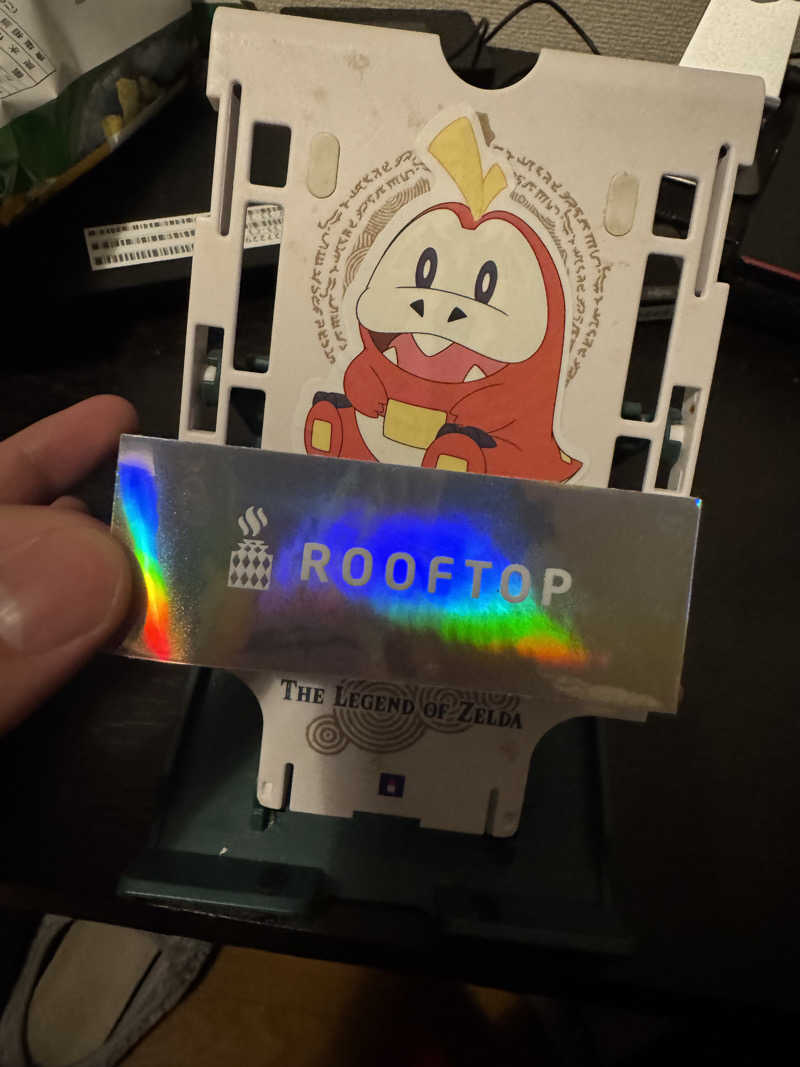 ROOFTOP
THE LEGEND OF ZELDA